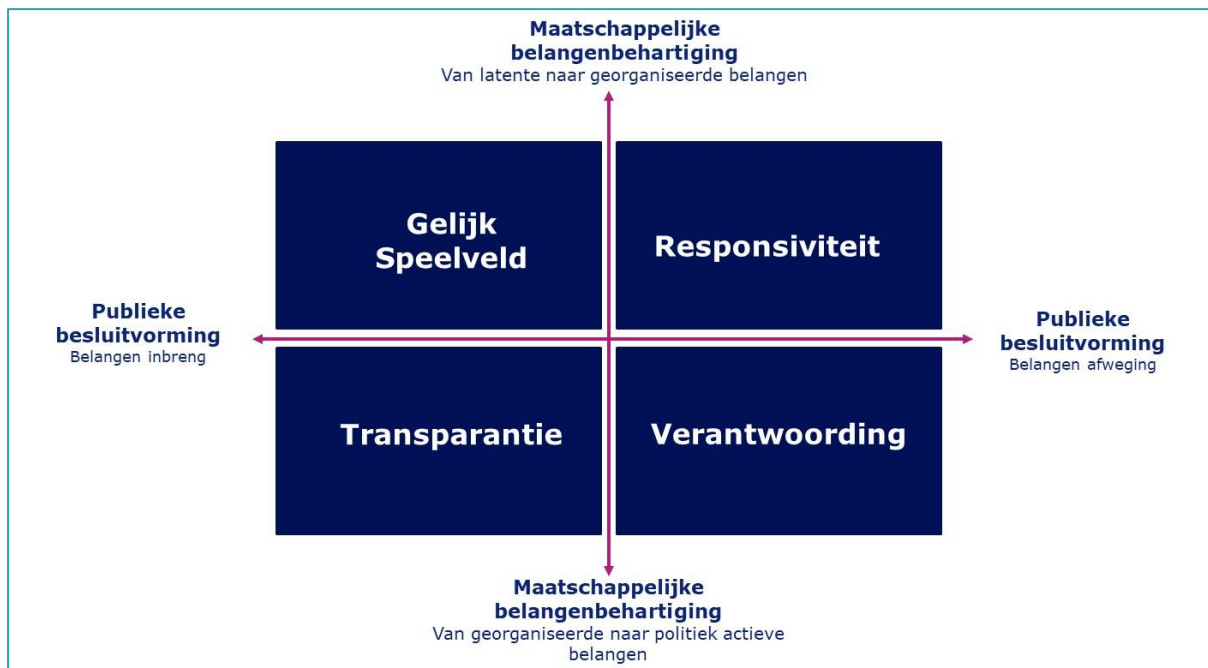 Maatschappelijke
belangenbehartiging
Van latente naar georganiseerde belangen
Gelijk
Speelveld
Responsiviteit
Publieke
besluitvorming
Belangen inbreng
Publieke
besluitvorming
Belangen afweging
Transparantie
Verantwoording
Maatschappelijke
belangenbehartiging
Van georganiseerde naar politiek actieve
belangen